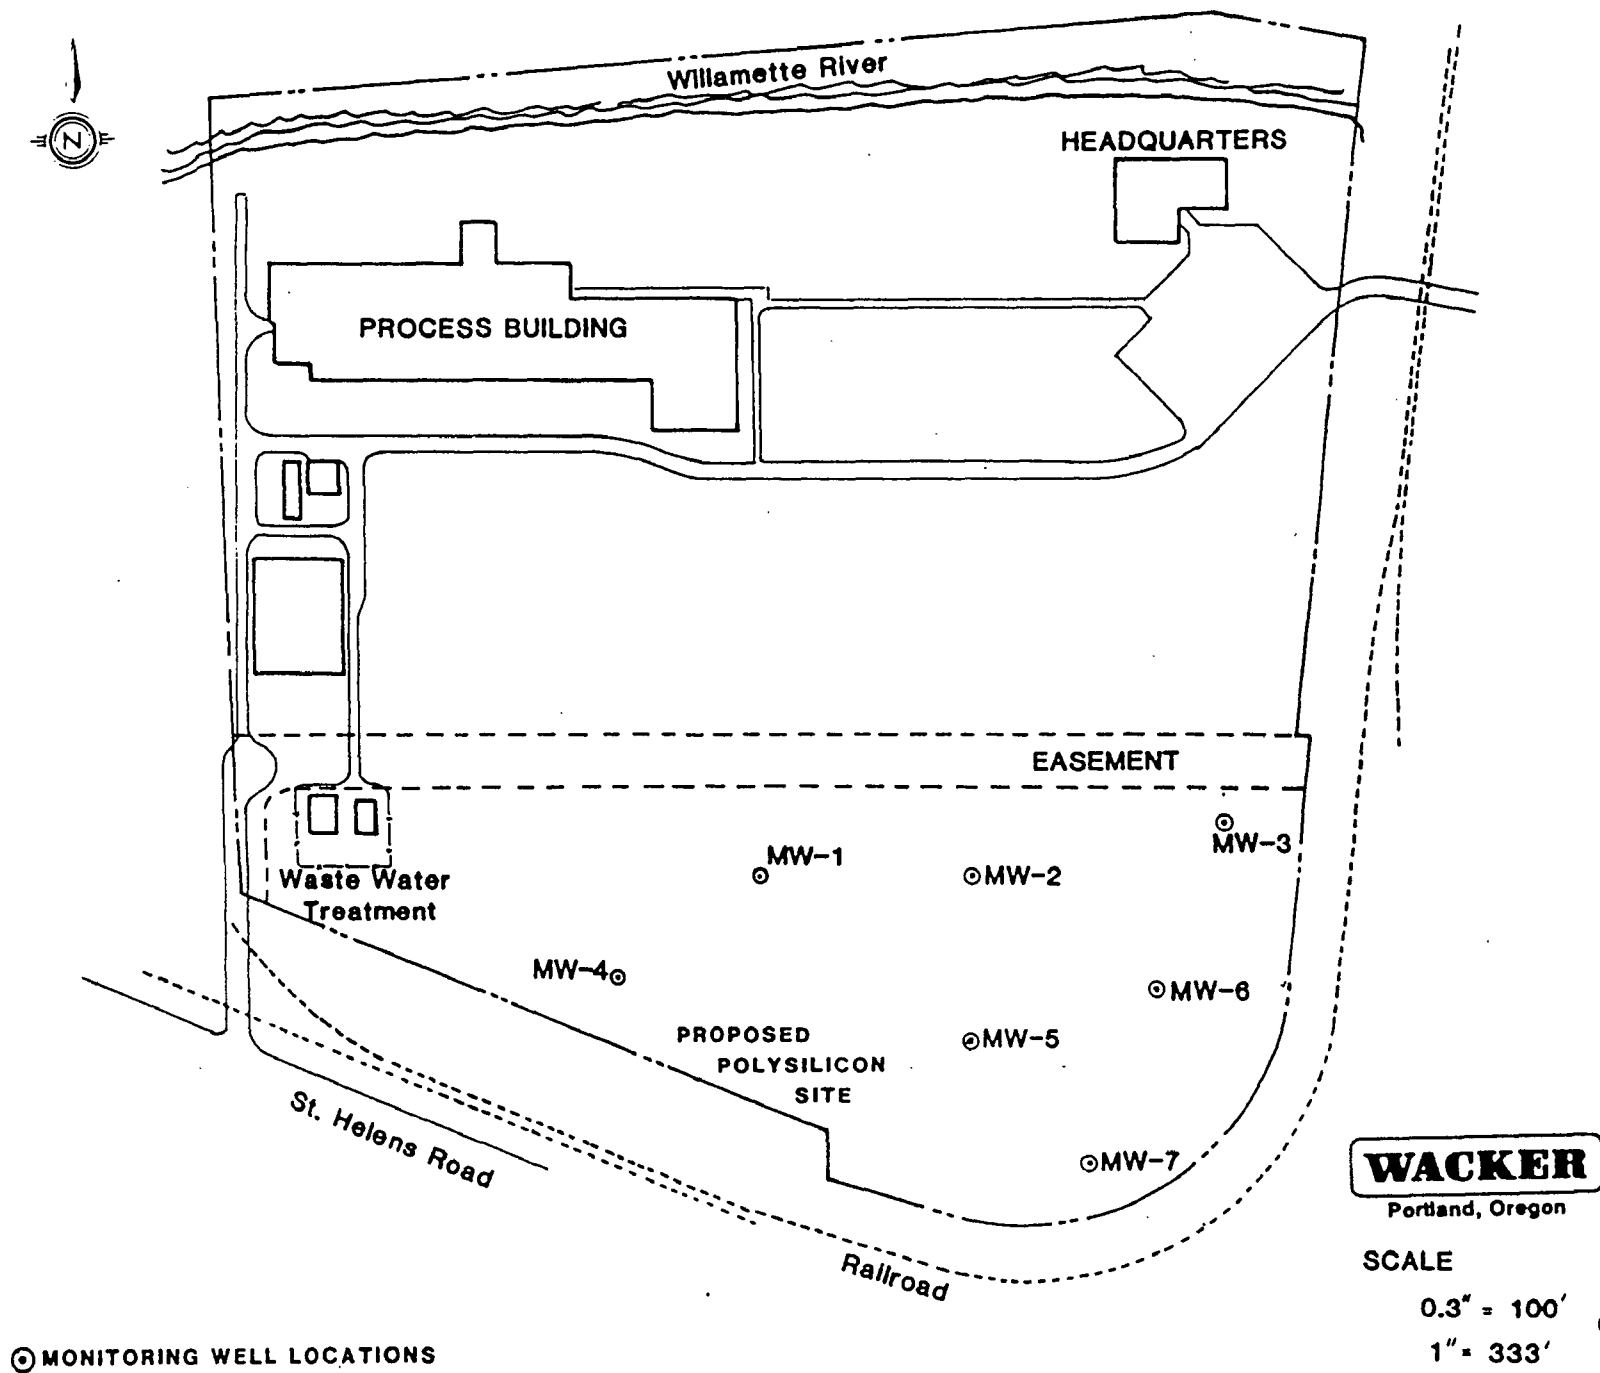 Willamette River
HEADQUARTERS
N
PROCESS BUILDING
EASEMENT
MW-3
MW-1
MW-2
Waste Water
Treatment
MW-4
MW-6
PROPOSED
POLYSILICON
SITE
MW-5
St. Helens Road
MW-7
WACKER
Portland, Oregon
Railroad
SCALE
0.3" = 100'
1" = 333'
MONITORING WELL LOCATIONS